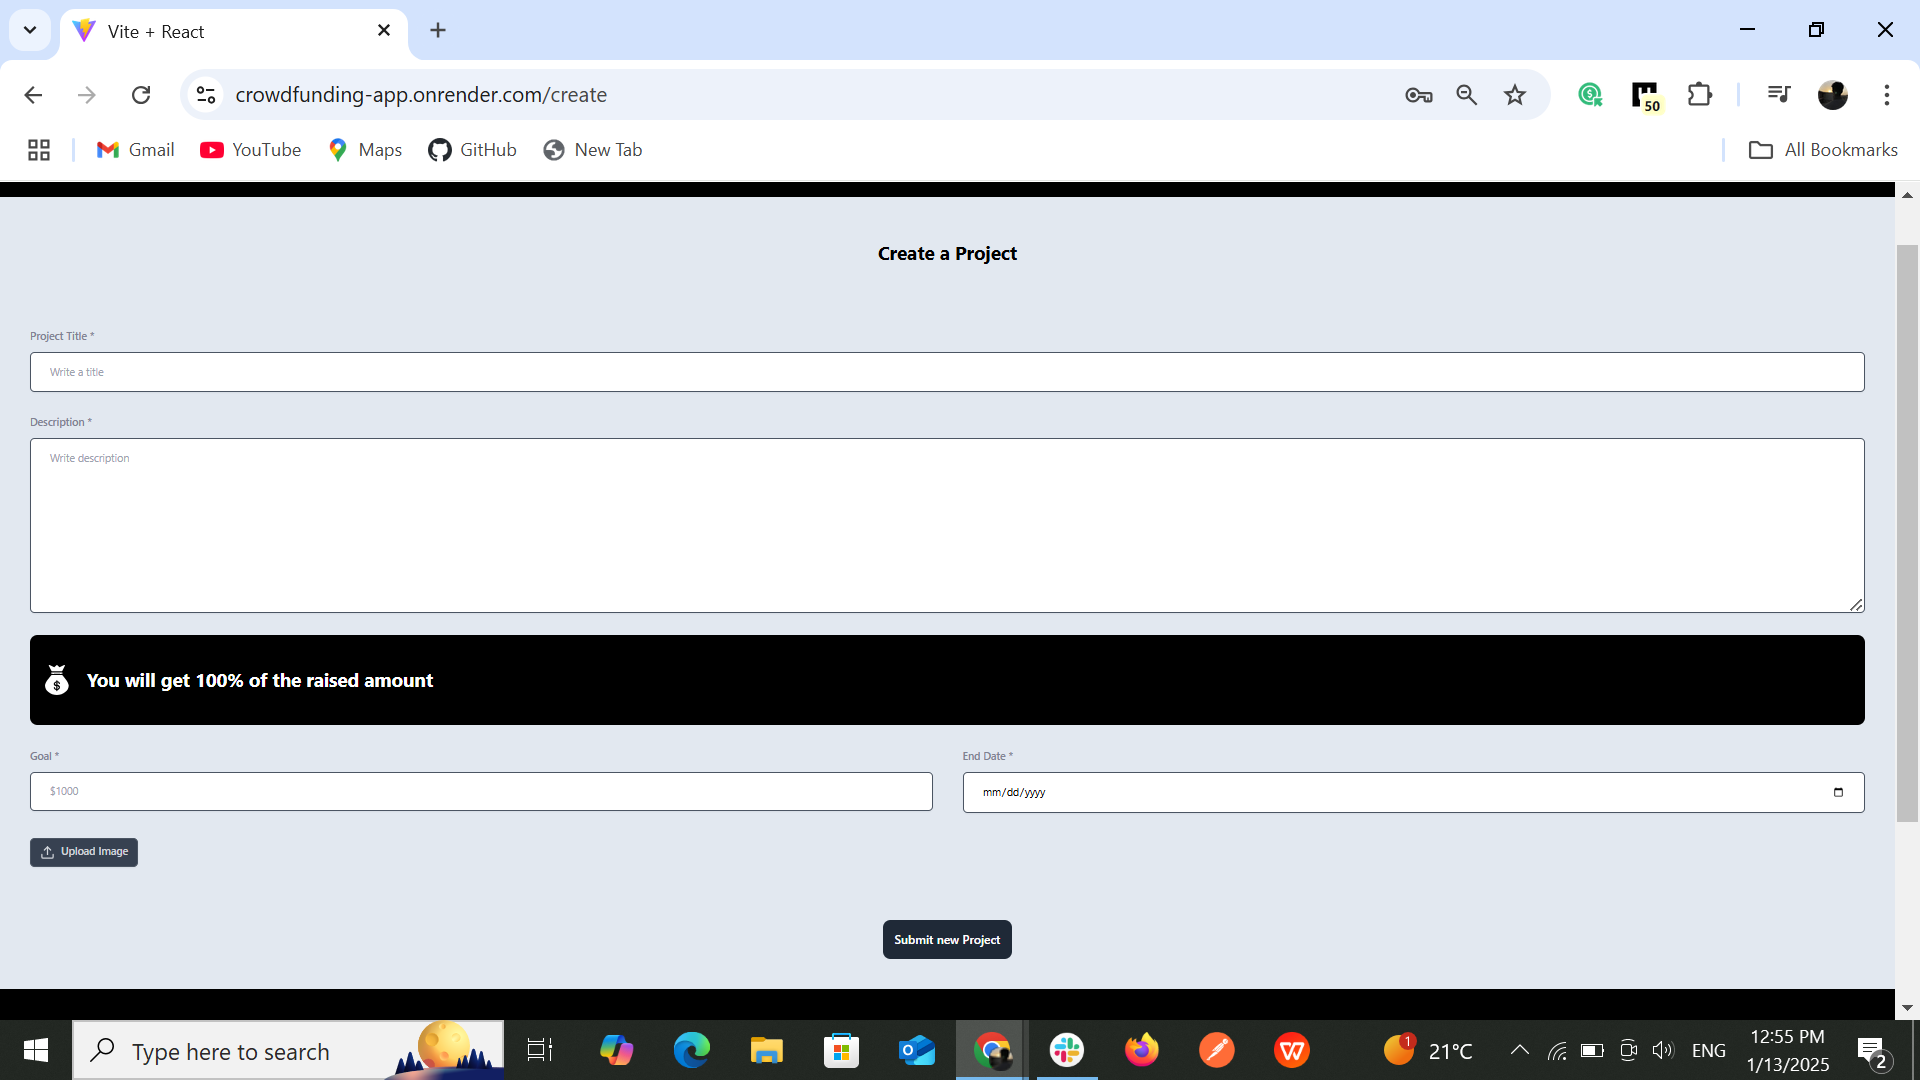 Vite + React
crowdfunding-app.onrender.com/create
50
Gmail YouTube Maps GitHub New Tab All Bookmarks
Create a Project
Project Title *
Write a title
Description *
Write description
$
You will get 100% of the raised amount
Goal * End Date *
$1000 mm/dd/yyyy
Upload Image
Submit new Project
Type here to search
1
21°C
ENG
12:55 PM
1/13/2025
2